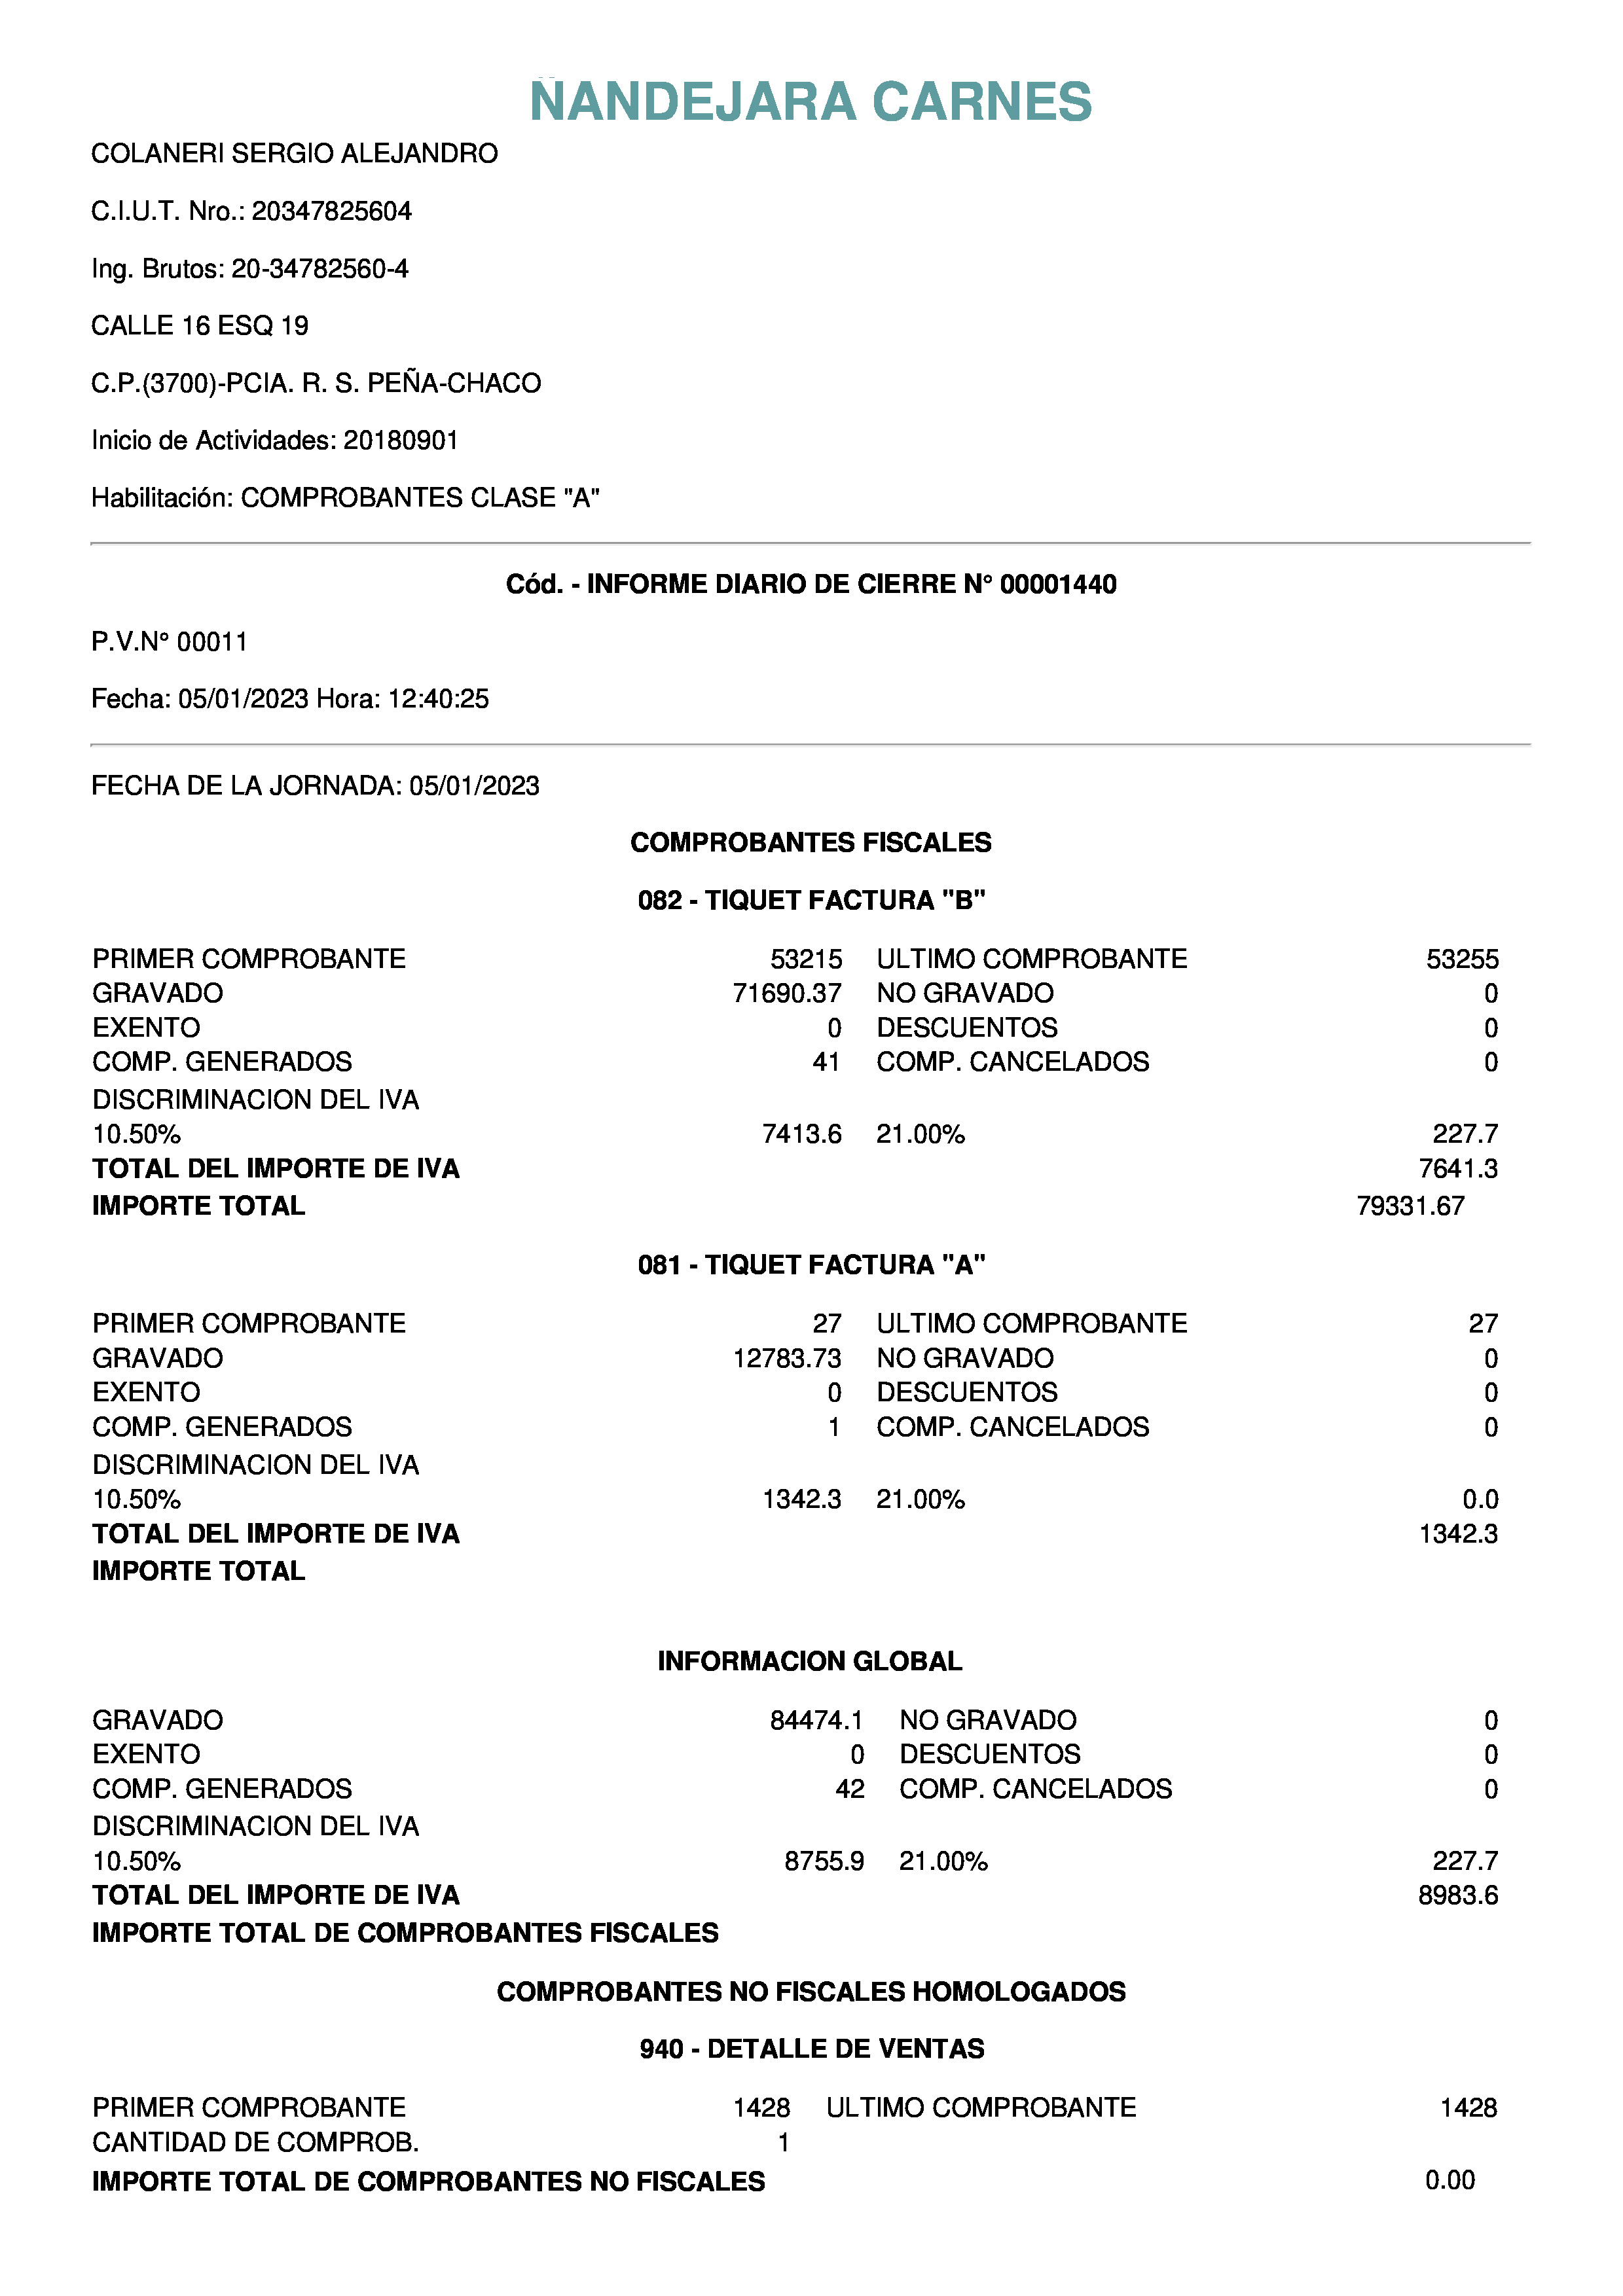 ÑANDEJARA CARNES
COLANERI SERGIO ALEJANDRO
C.I.U.T. Nro.: 20347825604
Ing. Brutos: 20-34782560-4
CALLE 16 ESQ 19
C.P.(3700)-PCIA. R. S. PEÑA-CHACO
Inicio de Actividades: 20180901
Habilitación: COMPROBANTES CLASE "A"
Cód. - INFORME DIARIO DE CIERRE N° 00001440
P.V.N° 00011
Fecha: 05/01/2023 Hora: 12:40:25
FECHA DE LA JORNADA: 05/01/2023
COMPROBANTES FISCALES
082 - TIQUET FACTURA "B"
PRIMER COMPROBANTE 53215 ULTIMO COMPROBANTE 53255
GRAVADO 71690.37 NO GRAVADO 0
EXENTO 0 DESCUENTOS 0
COMP. GENERADOS 41 COMP. CANCELADOS 0
DISCRIMINACION DEL IVA
10.50% 7413.6 21.00% 227.7
TOTAL DEL IMPORTE DE IVA 7641.3
IMPORTE TOTAL 79331.67
081 - TIQUET FACTURA "A"
PRIMER COMPROBANTE 27 ULTIMO COMPROBANTE 27
GRAVADO 12783.73 NO GRAVADO 0
EXENTO 0 DESCUENTOS 0
COMP. GENERADOS 1 COMP. CANCELADOS 0
DISCRIMINACION DEL IVA
10.50% 1342.3 21.00% 0.0
TOTAL DEL IMPORTE DE IVA 1342.3
IMPORTE TOTAL
INFORMACION GLOBAL
GRAVADO 84474.1 NO GRAVADO 0
EXENTO 0 DESCUENTOS 0
COMP. GENERADOS 42 COMP. CANCELADOS 0
DISCRIMINACION DEL IVA
10.50% 8755.9 21.00% 227.7
TOTAL DEL IMPORTE DE IVA 8983.6
IMPORTE TOTAL DE COMPROBANTES FISCALES
COMPROBANTES NO FISCALES HOMOLOGADOS
940 - DETALLE DE VENTAS
PRIMER COMPROBANTE 1428 ULTIMO COMPROBANTE 1428
CANTIDAD DE COMPROB. 1
IMPORTE TOTAL DE COMPROBANTES NO FISCALES 0.00